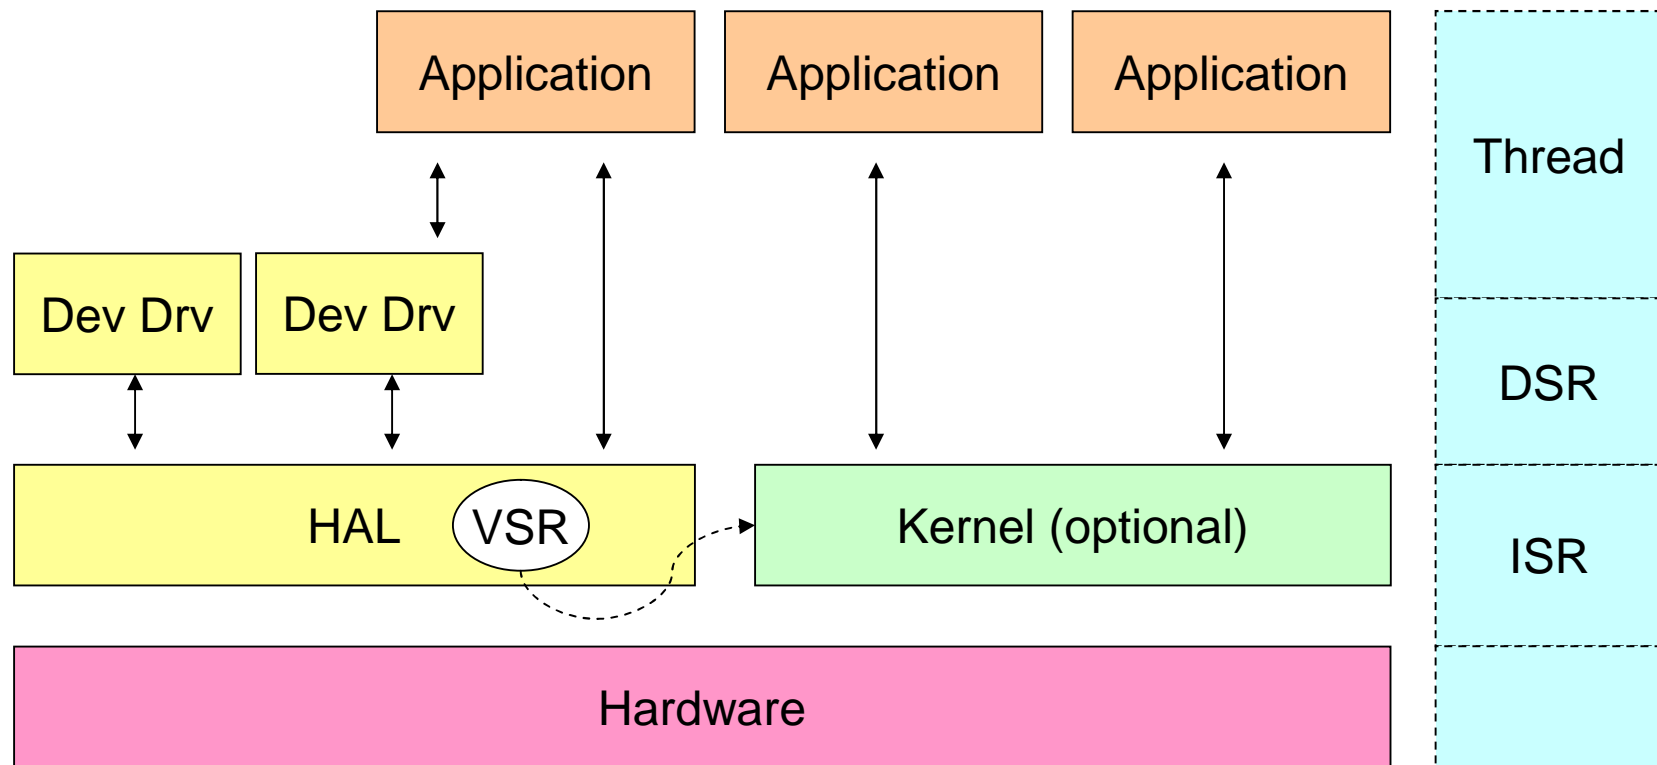 Application
Application
Application
Thread
Dev Drv
Dev Drv
DSR
HAL
VSR
Kernel (optional)
ISR
Hardware